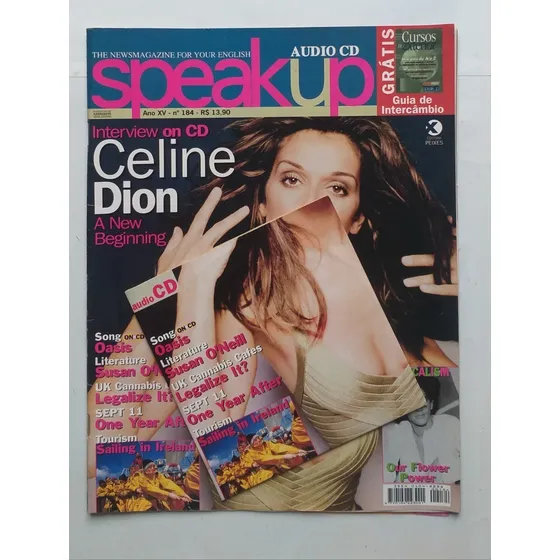 THE NEWSMAGAZINE FOR YOUR ENGLISH
AUDIO CD
speakup
Ano XV - nº 184 - R$ 13,90
GRÁTIS
Cursos
Guia de
Intercâmbio
PEIXES
Interview on CD
Celine
Dion
A New
Beginning
audio CD
Song ON CD
Oasis
Literature
Susan O'
UK Cannabis
Legalize It?
SEPT 11
One Year Afte
Tourism
Sailing in Ireland
Song ON CD
Oasis
Literature
Susan O'Neill
UK Cannabis Cafes
Legalize It?
SEPT 11
One Year After
Tourism
Sailing in Ireland
Our Flower
Power